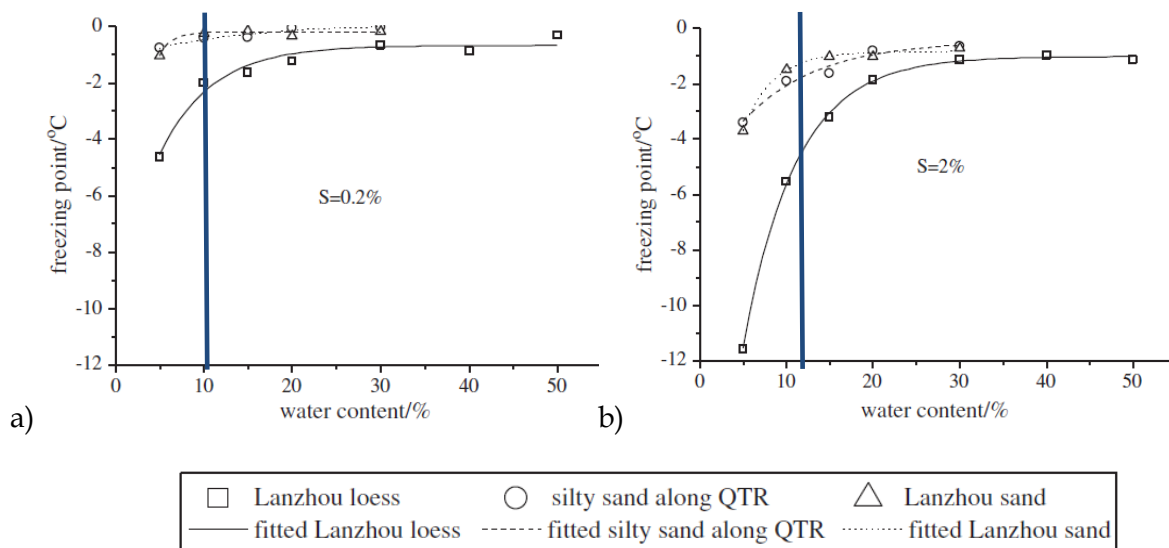 0
-2
-4
-6
-8
-10
-12
freezing point/°C
S=0.2%
0 10 20 30 40 50
water content/%
a)
0
-2
-4
-6
-8
-10
-12
freezing point/°C
S=2%
0 10 20 30 40 50
water content/%
b)
Lanzhou loess silty sand along QTR Lanzhou sand
fitted Lanzhou loess fitted silty sand along QTR fitted Lanzhou sand